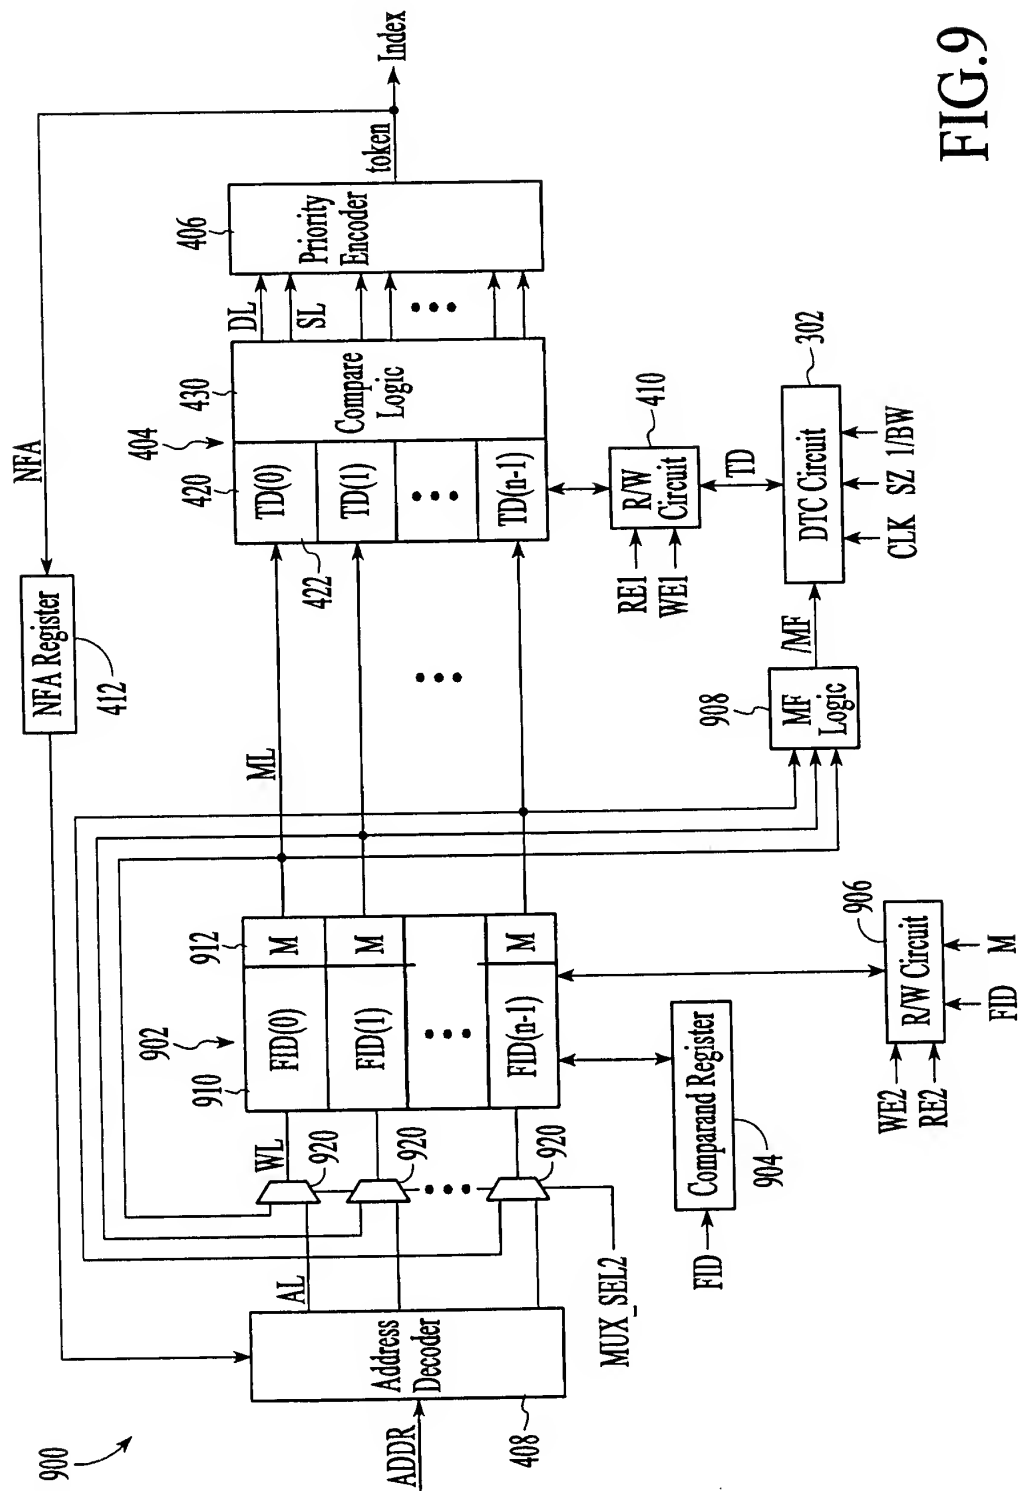 900
NFA
NFA Register
412
ADDR
Address
Decoder
408
AL
WL
920
920
920
MUX_SEL2
902
910
912
FID(0)
M
FID(1)
M
FID(n-1)
M
ML
404
420
430
TD(0)
TD(1)
TD(n-1)
422
Compare
Logic
DL
SL
406
Priority
Encoder
token
Index
FID
Comparand Register
904
WE2
RE2
R/W Circuit
906
FID
M
908
MF
Logic
/MF
RE1
WE1
R/W
Circuit
410
TD
DTC Circuit
302
CLK
SZ
1/BW
FIG.9